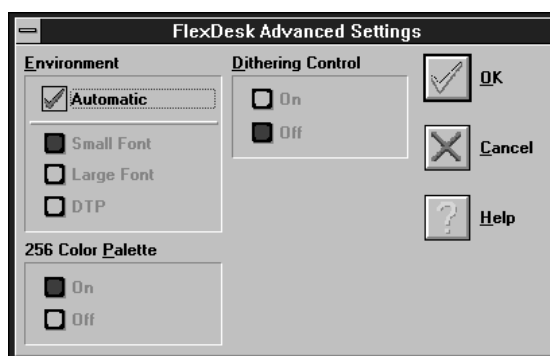 FlexDesk Advanced Settings
Environment
Automatic
Small Font
Large Font
DTP
256 Color Palette
On
Off
Dithering Control
On
Off
OK
Cancel
? Help